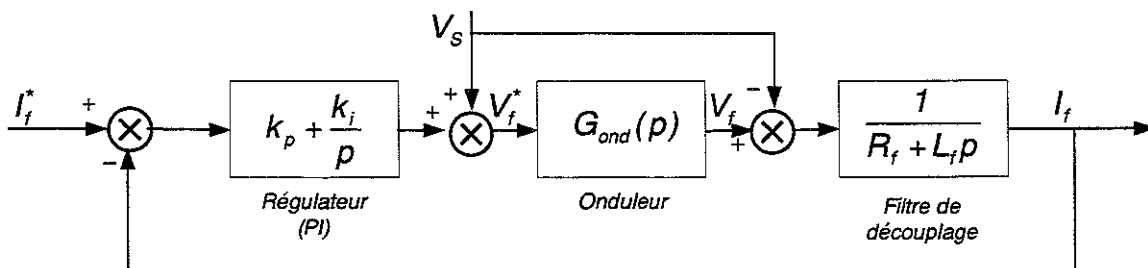 V_S
I_f^*
+
-
k_p + k_i/p
+
+
V_f^*
G_ond(p)
V_f
-
+
1/(R_f + L_f p)
I_f
Régulateur
(PI)
Onduleur
Filtre de
découplage